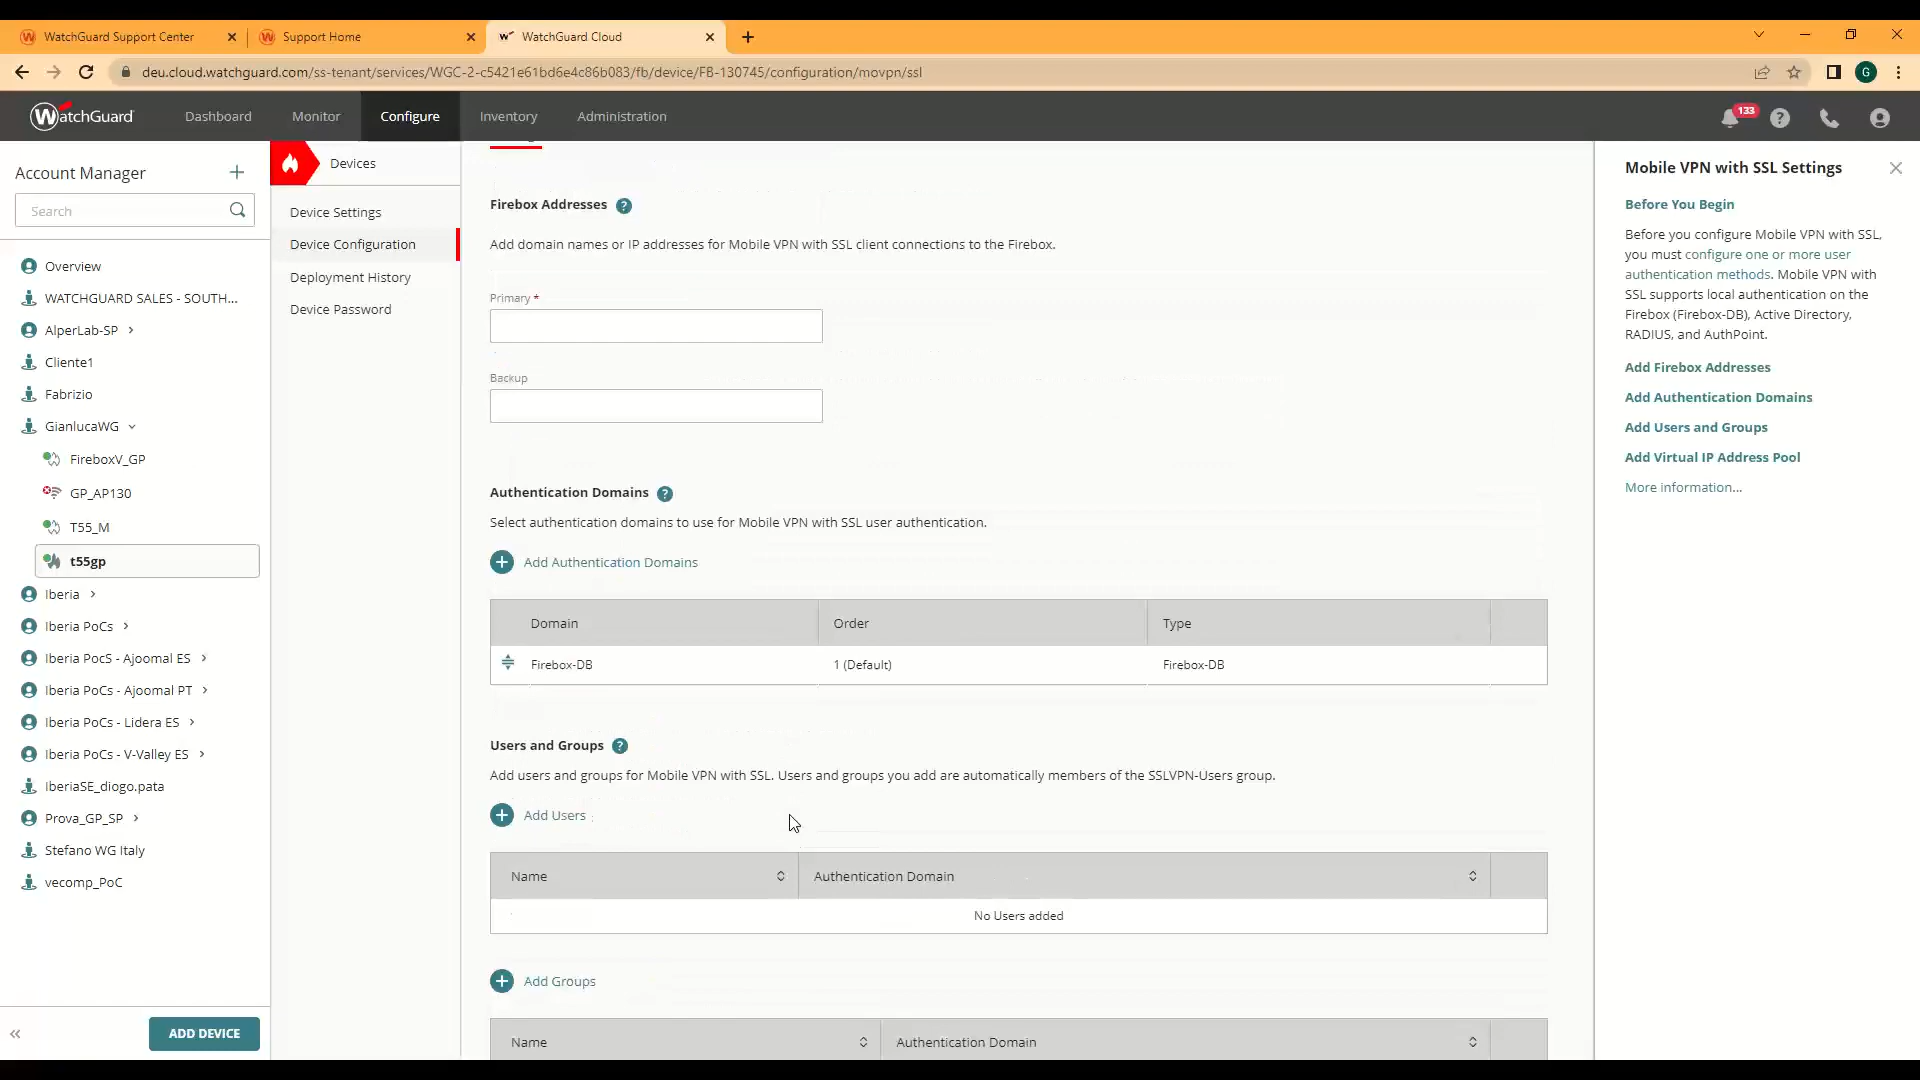 WatchGuard Support Center
Support Home
WatchGuard Cloud
deu.cloud.watchguard.com/ss-tenant/services/WGC-2-c5421e61bd6e4c86b083/fb/device/FB-130745/configuration/movpn/ssl
G
WatchGuard
Dashboard
Monitor
Configure
Inventory
Administration
133
Account Manager
Search
Overview
WATCHGUARD SALES - SOUTH...
AlperLab-SP
Cliente1
Fabrizio
GianlucaWG
FireboxV_GP
GP_AP130
T55_M
t55gp
Iberia
Iberia PoCs
Iberia PocS - Ajoomal ES
Iberia PoCs - Ajoomal PT
Iberia PoCs - Lidera ES
Iberia PoCs - V-Valley ES
IberiaSE_diogo.pata
Prova_GP_SP
Stefano WG Italy
vecomp_PoC
ADD DEVICE
Devices
Device Settings
Device Configuration
Deployment History
Device Password
Firebox Addresses ?
Add domain names or IP addresses for Mobile VPN with SSL client connections to the Firebox.
Primary *
Backup
Authentication Domains ?
Select authentication domains to use for Mobile VPN with SSL user authentication.
Add Authentication Domains
Domain Order Type
Firebox-DB 1 (Default) Firebox-DB
Users and Groups ?
Add users and groups for Mobile VPN with SSL. Users and groups you add are automatically members of the SSLVPN-Users group.
Add Users
Name Authentication Domain
No Users added
Add Groups
Name Authentication Domain
Mobile VPN with SSL Settings
Before You Begin
Before you configure Mobile VPN with SSL,
you must configure one or more user
authentication methods. Mobile VPN with
SSL supports local authentication on the
Firebox (Firebox-DB), Active Directory,
RADIUS, and AuthPoint.
Add Firebox Addresses
Add Authentication Domains
Add Users and Groups
Add Virtual IP Address Pool
More information...